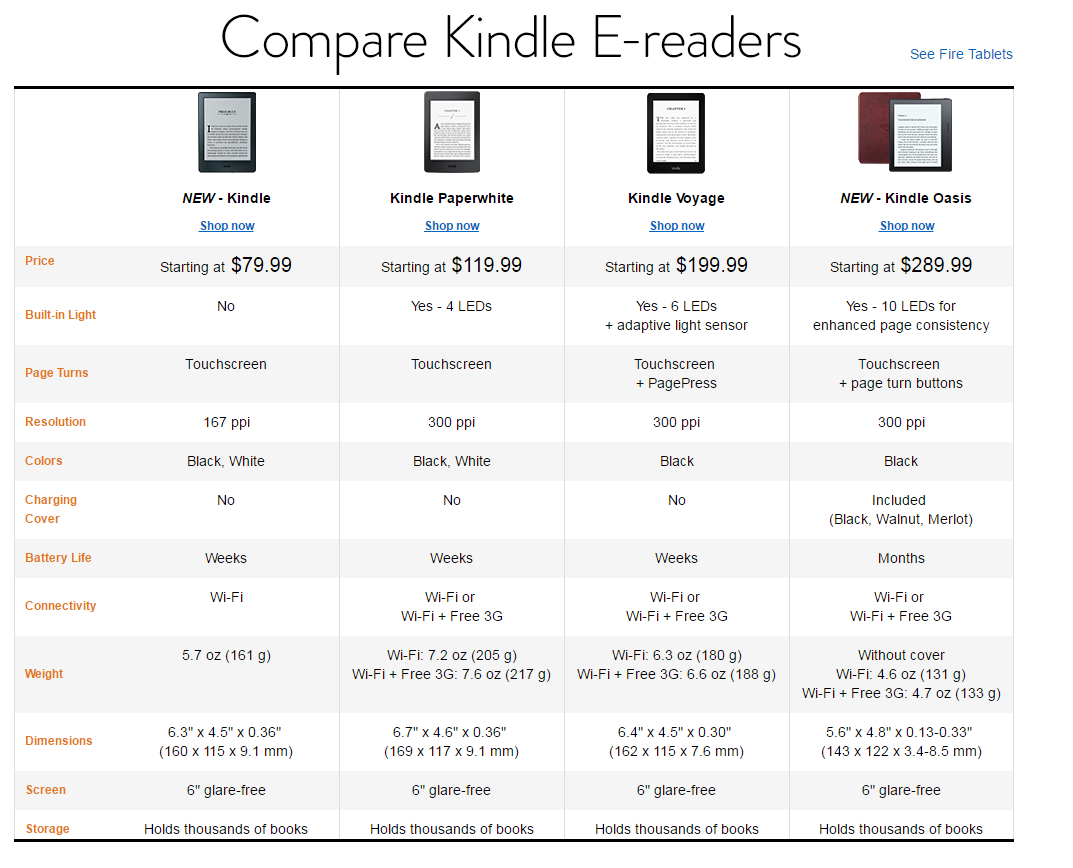 Compare Kindle E-readers
See Fire Tablets
NEW - Kindle
Kindle Paperwhite
Kindle Voyage
NEW - Kindle Oasis
Shop now
Shop now
Shop now
Shop now
Price
Starting at $79.99
Starting at $119.99
Starting at $199.99
Starting at $289.99
Built-in Light
No
Yes - 4 LEDs
Yes - 6 LEDs
+ adaptive light sensor
Yes - 10 LEDs for
enhanced page consistency
Page Turns
Touchscreen
Touchscreen
Touchscreen
+ PagePress
Touchscreen
+ page turn buttons
Resolution
167 ppi
300 ppi
300 ppi
300 ppi
Colors
Black, White
Black, White
Black
Black
Charging
Cover
No
No
No
Included
(Black, Walnut, Merlot)
Battery Life
Weeks
Weeks
Weeks
Months
Connectivity
Wi-Fi
Wi-Fi or
Wi-Fi + Free 3G
Wi-Fi or
Wi-Fi + Free 3G
Wi-Fi or
Wi-Fi + Free 3G
Weight
5.7 oz (161 g)
Wi-Fi: 7.2 oz (205 g)
Wi-Fi + Free 3G: 7.6 oz (217 g)
Wi-Fi: 6.3 oz (180 g)
Wi-Fi + Free 3G: 6.6 oz (188 g)
Without cover
Wi-Fi: 4.6 oz (131 g)
Wi-Fi + Free 3G: 4.7 oz (133 g)
Dimensions
6.3" x 4.5" x 0.36"
(160 x 115 x 9.1 mm)
6.7" x 4.6" x 0.36"
(169 x 117 x 9.1 mm)
6.4" x 4.5" x 0.30"
(162 x 115 x 7.6 mm)
5.6" x 4.8" x 0.13-0.33"
(143 x 122 x 3.4-8.5 mm)
Screen
6" glare-free
6" glare-free
6" glare-free
6" glare-free
Storage
Holds thousands of books
Holds thousands of books
Holds thousands of books
Holds thousands of books